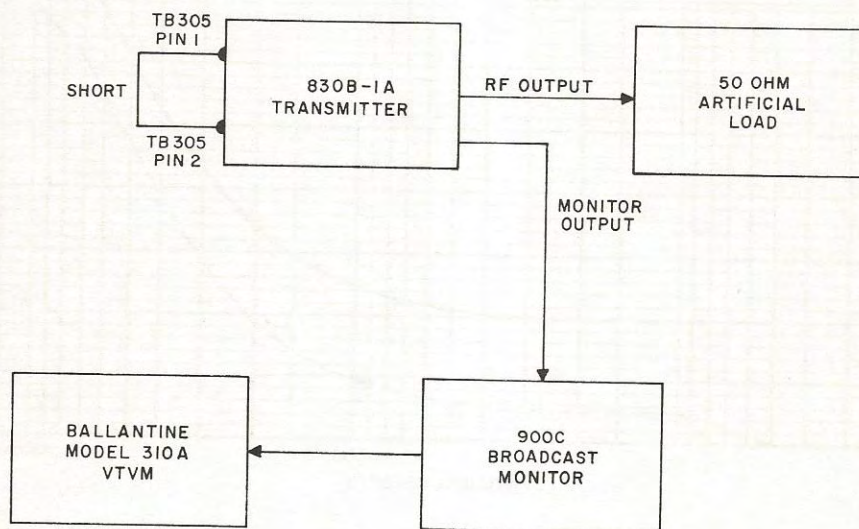 TB305
PIN 1
SHORT
TB305
PIN 2
830B-1A
TRANSMITTER
RF OUTPUT
50 OHM
ARTIFICIAL
LOAD
MONITOR
OUTPUT
BALLANTINE
MODEL 310A
VTVM
900C
BROADCAST
MONITOR